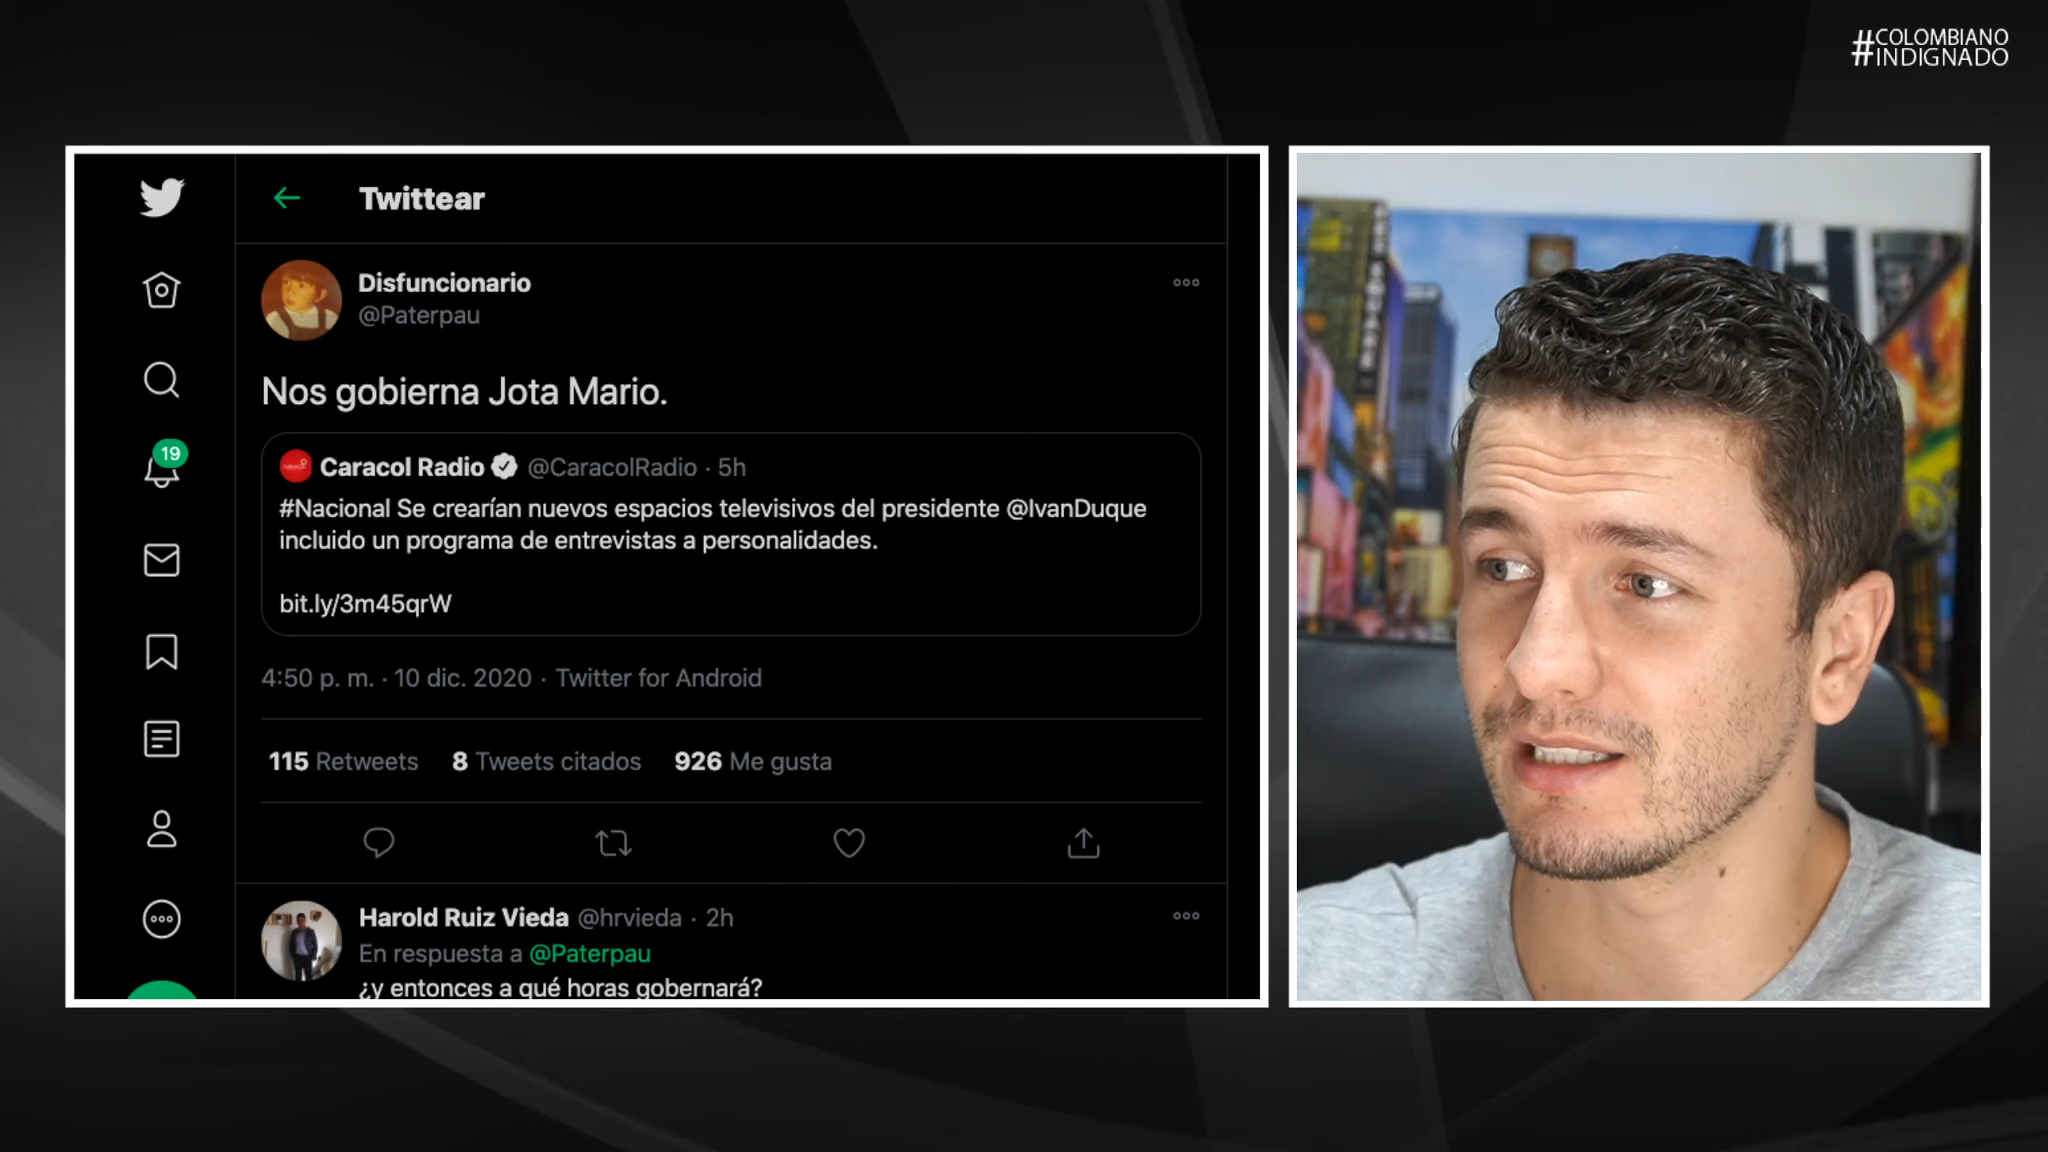 #COLOMBIANO
INDIGNADO
Twittear
Disfuncionario
@Paterpau
Nos gobierna Jota Mario.
Caracol Radio @CaracolRadio · 5h
#Nacional Se crearían nuevos espacios televisivos del presidente @IvanDuque
incluido un programa de entrevistas a personalidades.
bit.ly/3m45qrW
19
4:50 p. m. · 10 dic. 2020 · Twitter for Android
115 Retweets 8 Tweets citados 926 Me gusta
Harold Ruiz Vieda @hrvieda · 2h
En respuesta a @Paterpau
¿y entonces a qué horas gobernará?